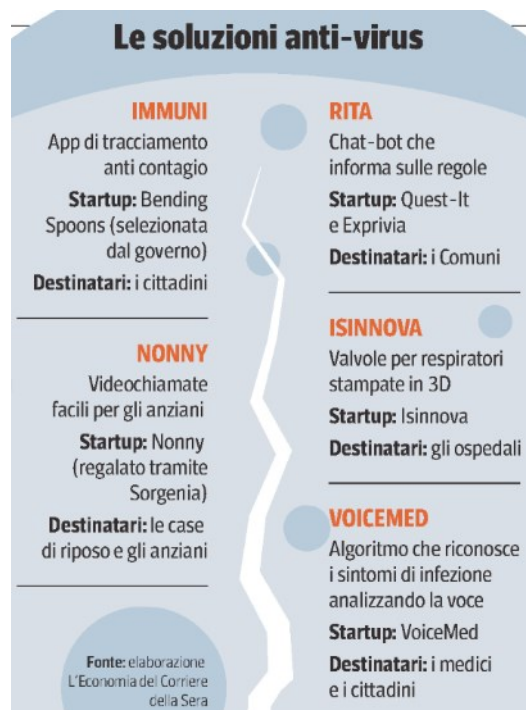 Le soluzioni anti-virus
IMMUNI
App di tracciamento
anti contagio
Startup: Bending
Spoons (selezionata
dal governo)
Destinatari: i cittadini
NONNY
Videochiamate
facili per gli anziani
Startup: Nonny
(regalato tramite
Sorgenia)
Destinatari: le case
di riposo e gli anziani
Fonte: elaborazione
L'Economia del Corriere
della Sera
RITA
Chat-bot che
informa sulle regole
Startup: Quest-It
e Exprivia
Destinatari: i Comuni
ISINNOVA
Valvole per respiratori
stampate in 3D
Startup: Isinnova
Destinatari: gli ospedali
VOICEMED
Algoritmo che riconosce
i sintomi di infezione
analizzando la voce
Startup: VoiceMed
Destinatari: i medici
e i cittadini